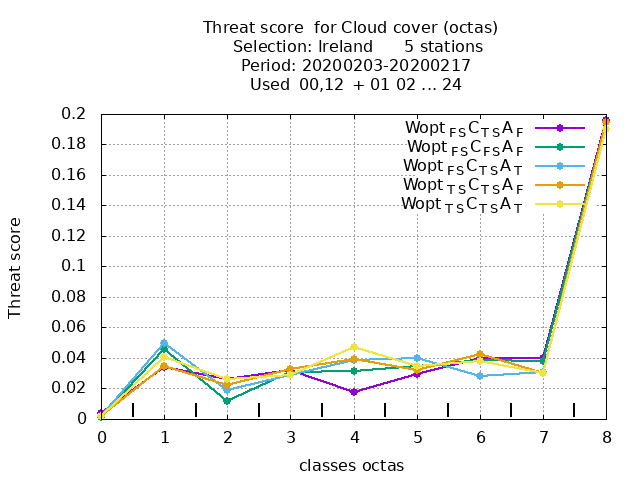 Threat score for Cloud cover (octas)
Selection: Ireland 5 stations
Period: 20200203-20200217
Used 00,12 + 01 02 ... 24
Threat score
0.2
0.18
0.16
0.14
0.12
0.1
0.08
0.06
0.04
0.02
0
Wopt FS C TS A F
Wopt FS C FS A F
Wopt FS C TS A T
Wopt TS C TS A F
Wopt TS C TS A T
0 1 2 3 4 5 6 7 8
classes octas